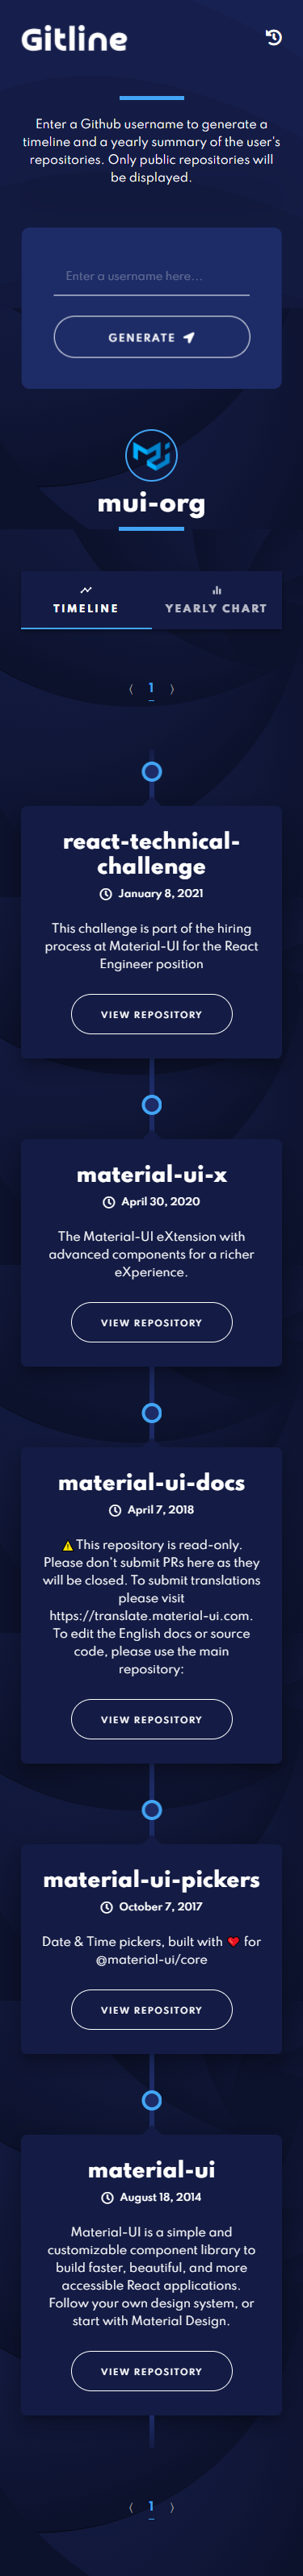 Gitline
Enter a Github username to generate a
timeline and a yearly summary of the user's
repositories. Only public repositories will
be displayed.
Enter a username here...
GENERATE
mui-org
TIMELINE
YEARLY CHART
⟨ 1 ⟩
react-technical-
challenge
January 8, 2021
This challenge is part of the hiring
process at Material-UI for the React
Engineer position
VIEW REPOSITORY
material-ui-x
April 30, 2020
The Material-UI eXtension with
advanced components for a richer
eXperience.
VIEW REPOSITORY
material-ui-docs
April 7, 2018
⚠️ This repository is read-only.
Please don't submit PRs here as they
will be closed. To submit translations
please visit
https://translate.material-ui.com.
To edit the English docs or source
code, please use the main
repository:
VIEW REPOSITORY
material-ui-pickers
October 7, 2017
Date & Time pickers, built with ❤️ for
@material-ui/core
VIEW REPOSITORY
material-ui
August 18, 2014
Material-UI is a simple and
customizable component library to
build faster, beautiful, and more
accessible React applications.
Follow your own design system, or
start with Material Design.
VIEW REPOSITORY
⟨ 1 ⟩